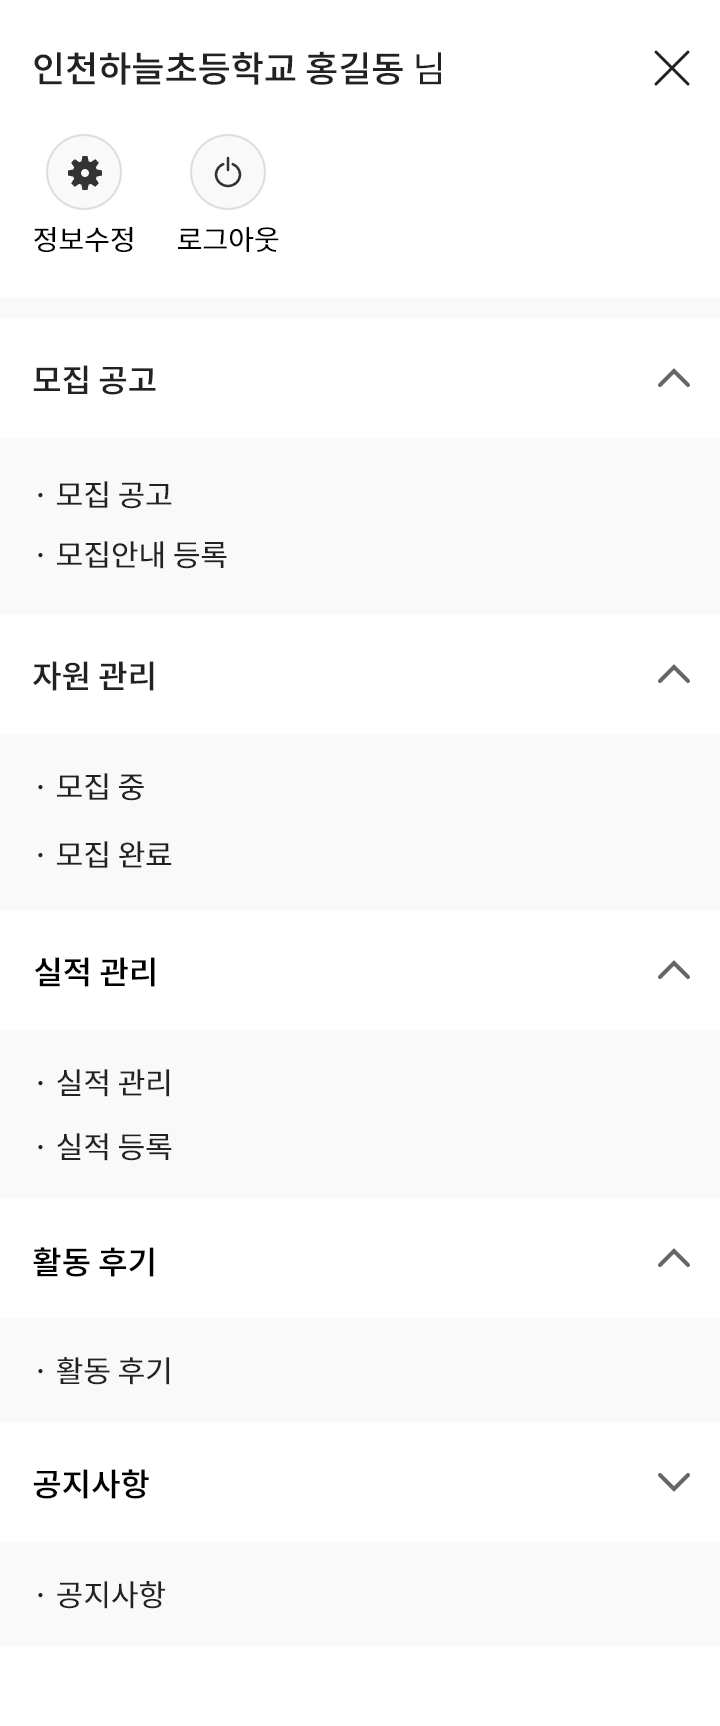 인천하늘초등학교 홍길동 님
정보수정 로그아웃
모집 공고
· 모집 공고
· 모집안내 등록
자원 관리
· 모집 중
· 모집 완료
실적 관리
· 실적 관리
· 실적 등록
활동 후기
· 활동 후기
공지사항
· 공지사항